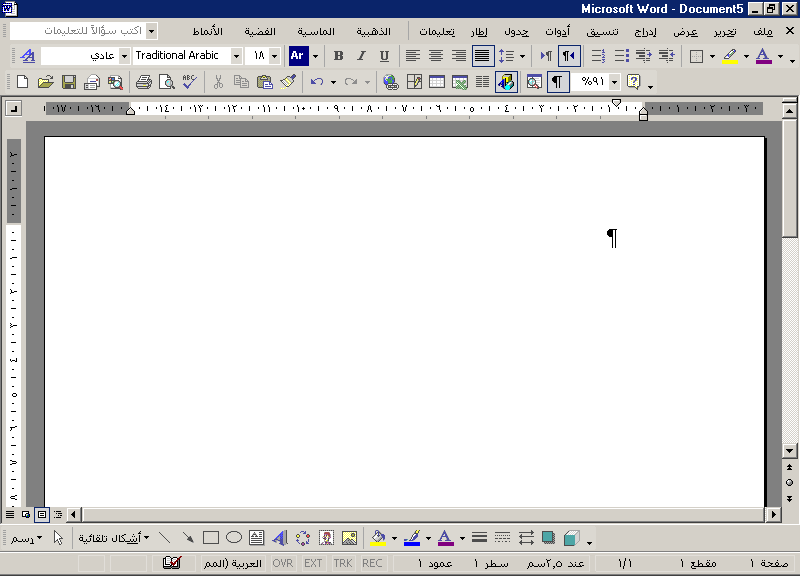 Microsoft Word - Document5
ملف تحرير عرض إدراج تنسيق أدوات جدول إطار تعليمات الذهبية الماسية الفضية الأنماط اكتب سؤالاً للتعليمات
عادي Traditional Arabic ١٨ Ar B I U
%٩١
رسم أشكال تلقائية
صفحة ١ مقطع ١ ١/١ عند ٢,٥سم سطر ١ عمود ١ REC TRK EXT OVR العربية (المم